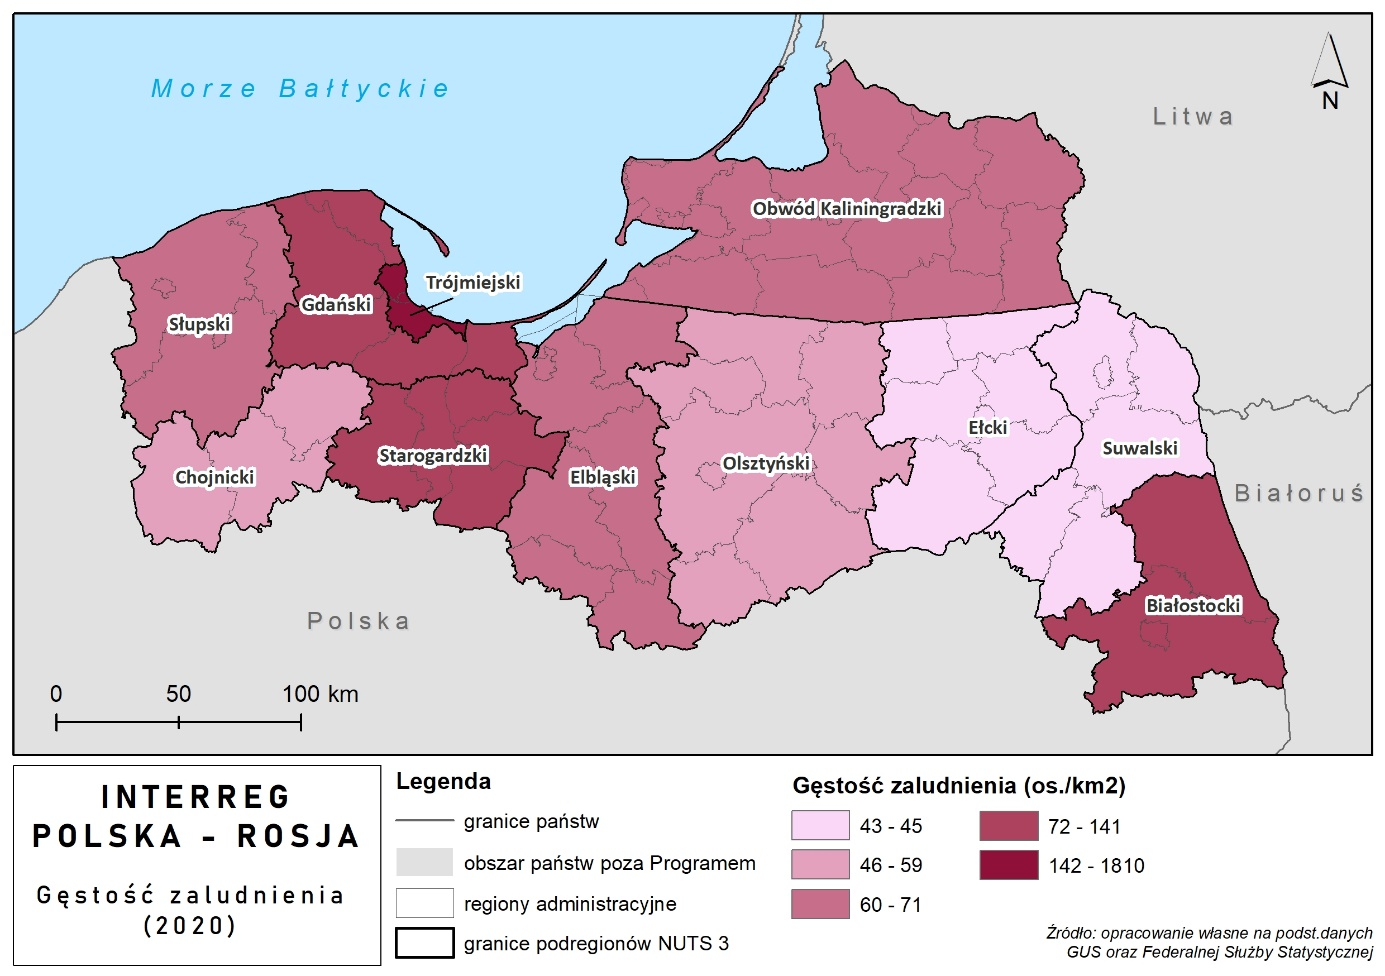 Morze Bałtyckie
N
Litwa
Obwód Kaliningradzki
Trójmiejski
Gdański
Słupski
Ełcki
Suwalski
Starogardzki
Olsztyński
Chojnicki
Elbląski
Białoruś
Białostocki
Polska
0 50 100 km
INTERREG
POLSKA - ROSJA
Gęstość zaludnienia
(2020)
Legenda
granice państw
obszar państw poza Programem
regiony administracyjne
granice podregionów NUTS 3
Gęstość zaludnienia (os./km2)
43 - 45
46 - 59
60 - 71
72 - 141
142 - 1810
Źródło: opracowanie własne na podst.danych
GUS oraz Federalnej Służby Statystycznej